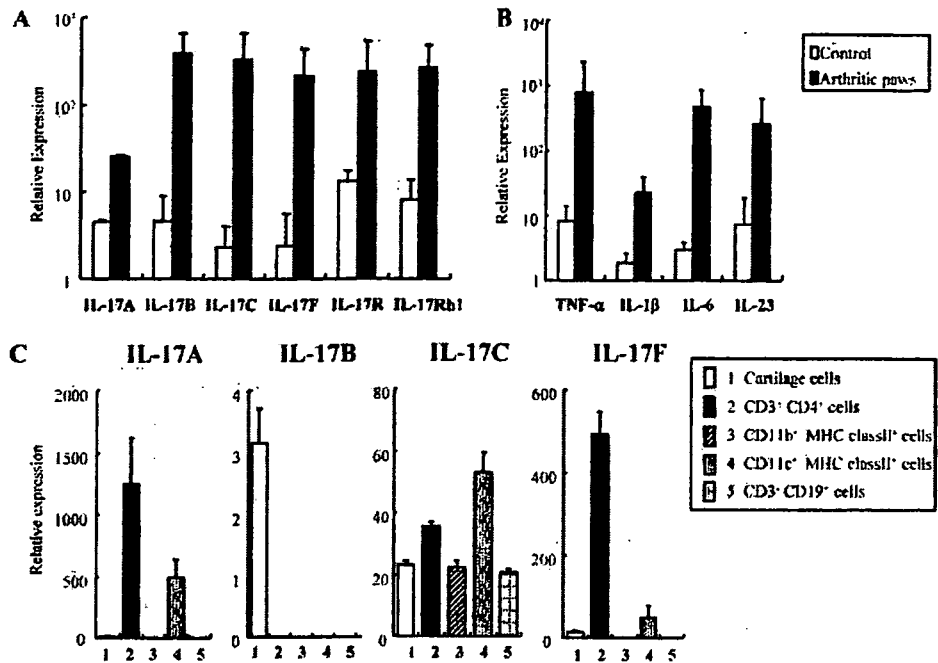 A
Relative Expression
10
1
IL-17A IL-17B IL-17C IL-17F IL-17R IL-17Rh1
B
Relative Expression
10⁴
10³
10²
10
1
TNF-α IL-1β IL-6 IL-23
Control
Arthritic paws
C
Relative expression
IL-17A
2000
1500
1000
500
0
1 2 3 4 5
IL-17B
4
3
2
1
0
1 2 3 4 5
IL-17C
80
60
40
20
0
1 2 3 4 5
IL-17F
600
400
200
0
1 2 3 4 5
1 Cartilage cells
2 CD3⁺ CD4⁺ cells
3 CD11b⁺ MHC classII⁺ cells
4 CD11c⁺ MHC classII⁺ cells
5 CD3⁺ CD19⁺ cells